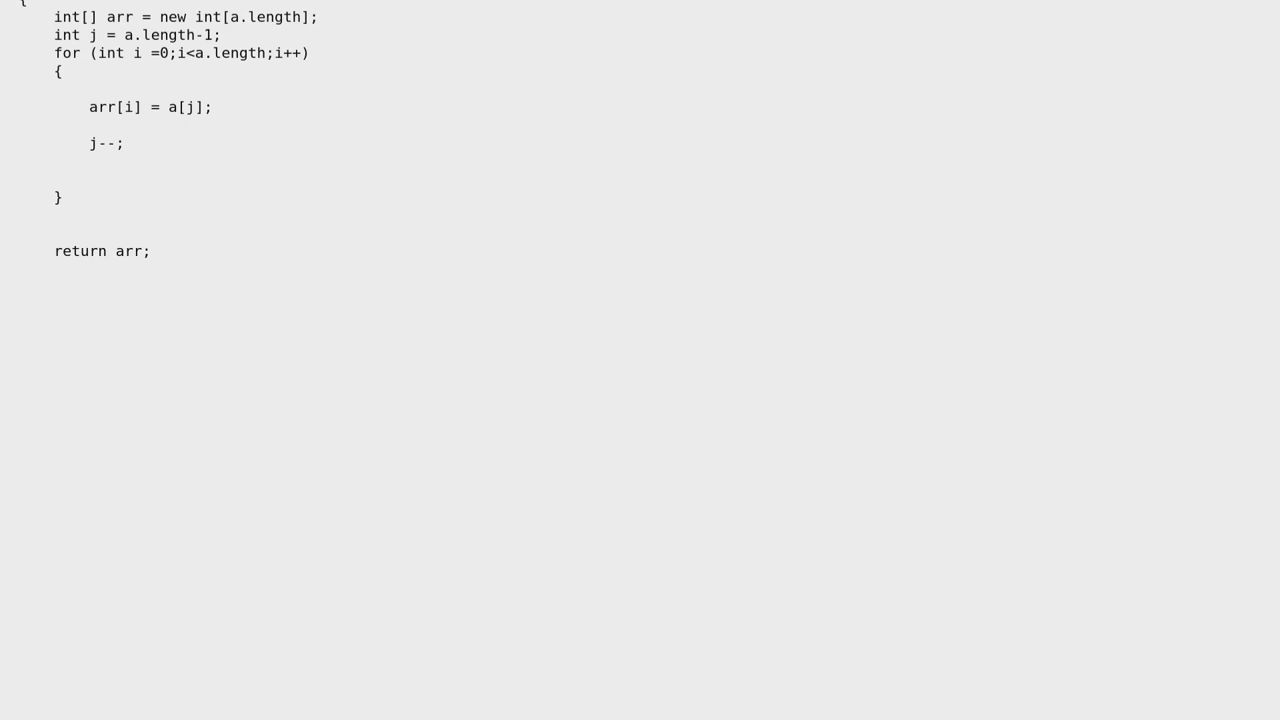 {
    int[] arr = new int[a.length];
    int j = a.length-1;
    for (int i =0;i<a.length;i++)
    {
        arr[i] = a[j];
        j--;
    }
    return arr;